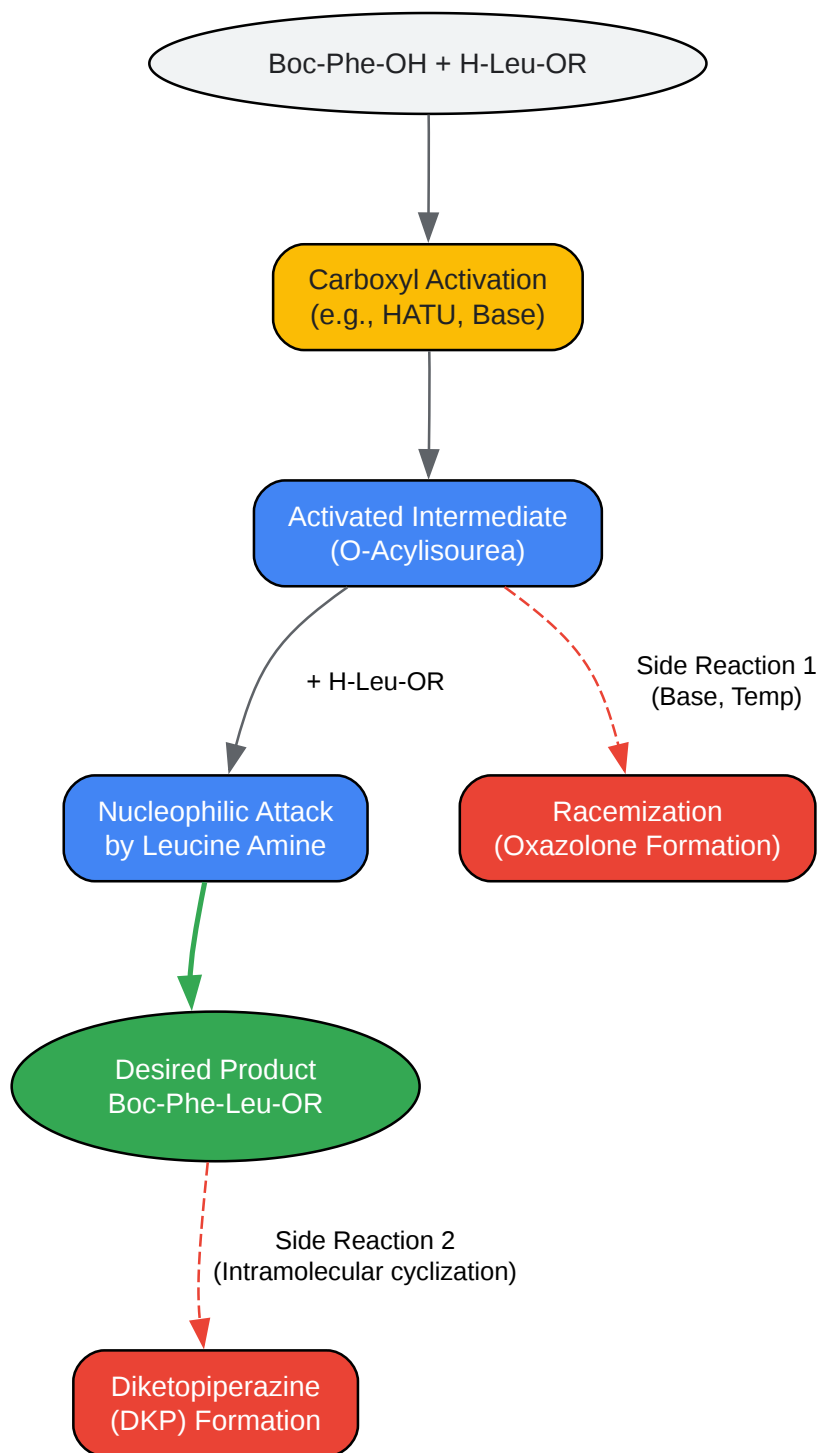 Boc-Phe-OH + H-Leu-OR
Carboxyl Activation
(e.g., HATU, Base)
Activated Intermediate
(O-Acylisourea)
+ H-Leu-OR
Side Reaction 1
(Base, Temp)
Nucleophilic Attack
by Leucine Amine
Racemization
(Oxazolone Formation)
Desired Product
Boc-Phe-Leu-OR
Side Reaction 2
(Intramolecular cyclization)
Diketopiperazine
(DKP) Formation